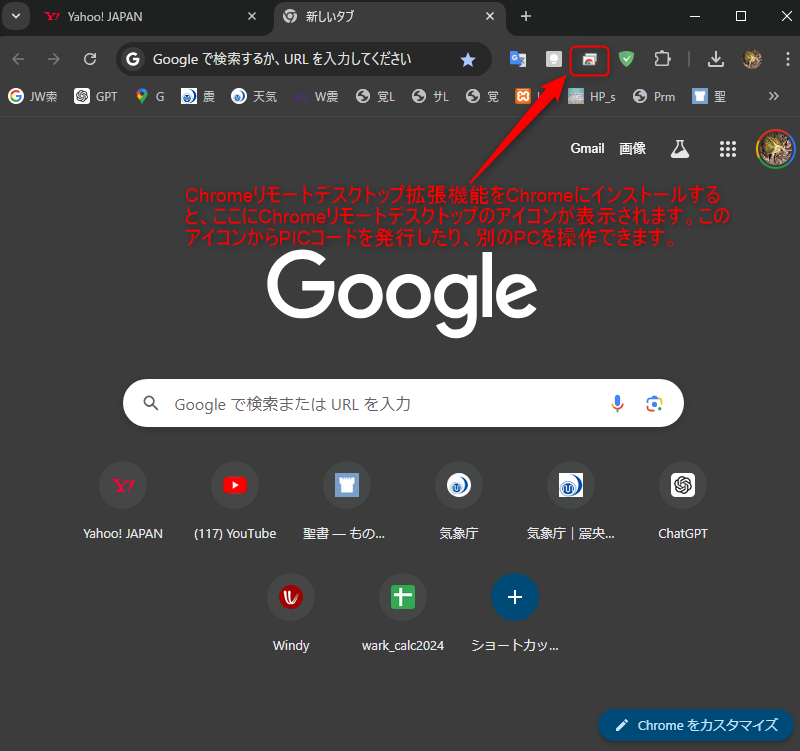 Yahoo! JAPAN
新しいタブ
Google で検索するか、URL を入力してください
JW索
GPT
G
震
天気
W震
覚L
サL
覚
HP_s
Prm
聖
Gmail
画像
Chromeリモートデスクトップ拡張機能をChromeにインストールする
と、ここにChromeリモートデスクトップのアイコンが表示されます。この
アイコンからPICコードを発行したり、別のPCを操作できます。
Google
Google で検索または URL を入力
Yahoo! JAPAN
(117) YouTube
聖書 — もの...
気象庁
気象庁 | 震央...
ChatGPT
Windy
wark_calc2024
ショートカッ...
Chrome をカスタマイズ